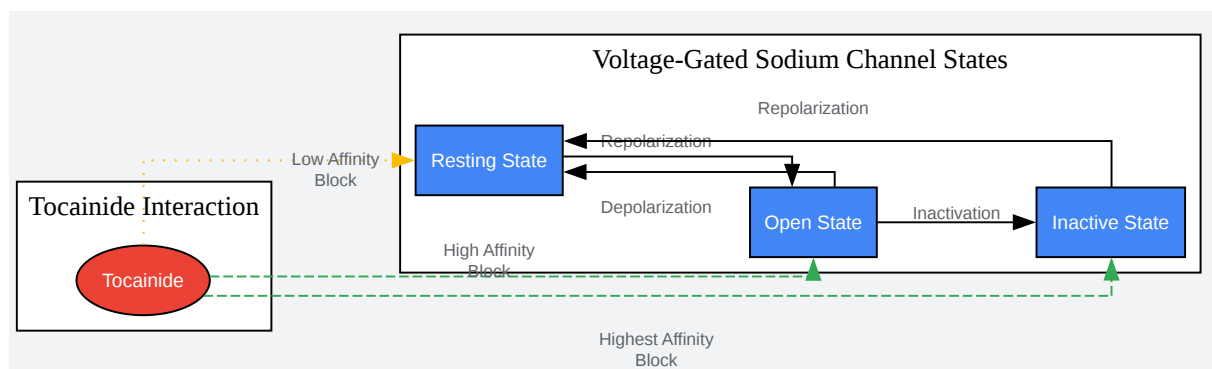 Voltage-Gated Sodium Channel States
Repolarization
Repolarization
Resting State
Low Affinity
Block
Tocainide Interaction
Depolarization
Open State
Inactivation
Inactive State
High Affinity
Block
Tocainide
Highest Affinity
Block